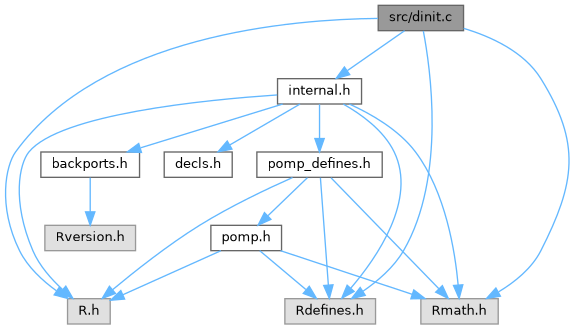 src/dinit.c
internal.h
backports.h
decls.h
pomp_defines.h
Rversion.h
pomp.h
R.h
Rdefines.h
Rmath.h